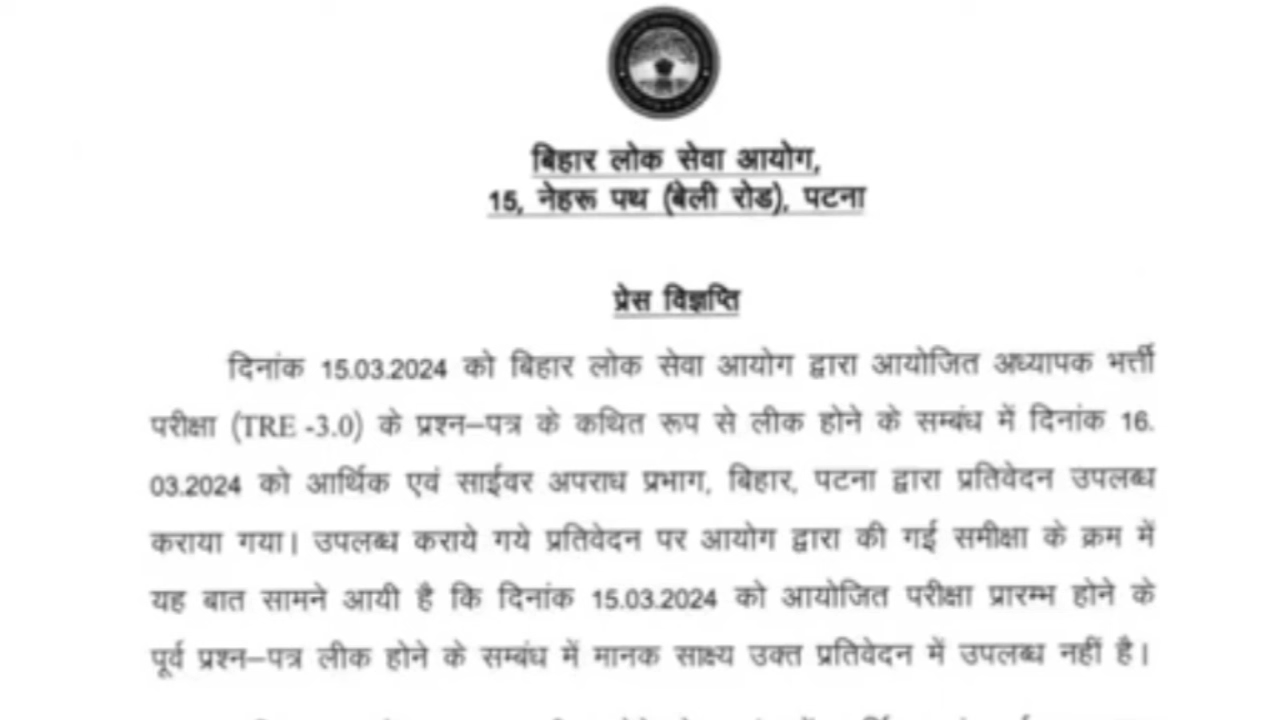 बिहार लोक सेवा आयोग,
15, नेहरू पथ (बेली रोड), पटना
प्रेस विज्ञप्ति
दिनांक 15.03.2024 को बिहार लोक सेवा आयोग द्वारा आयोजित अध्यापक भर्त्ती
परीक्षा (TRE -3.0) के प्रश्न–पत्र के कथित रूप से लीक होने के सम्बंध में दिनांक 16.
03.2024 को आर्थिक एवं साईवर अपराध प्रभाग, बिहार, पटना द्वारा प्रतिवेदन उपलब्ध
कराया गया। उपलब्ध कराये गये प्रतिवेदन पर आयोग द्वारा की गई समीक्षा के क्रम में
यह बात सामने आयी है कि दिनांक 15.03.2024 को आयोजित परीक्षा प्रारम्भ होने के
पूर्व प्रश्न–पत्र लीक होने के सम्बंध में मानक साक्ष्य उक्त प्रतिवेदन में उपलब्ध नहीं है।